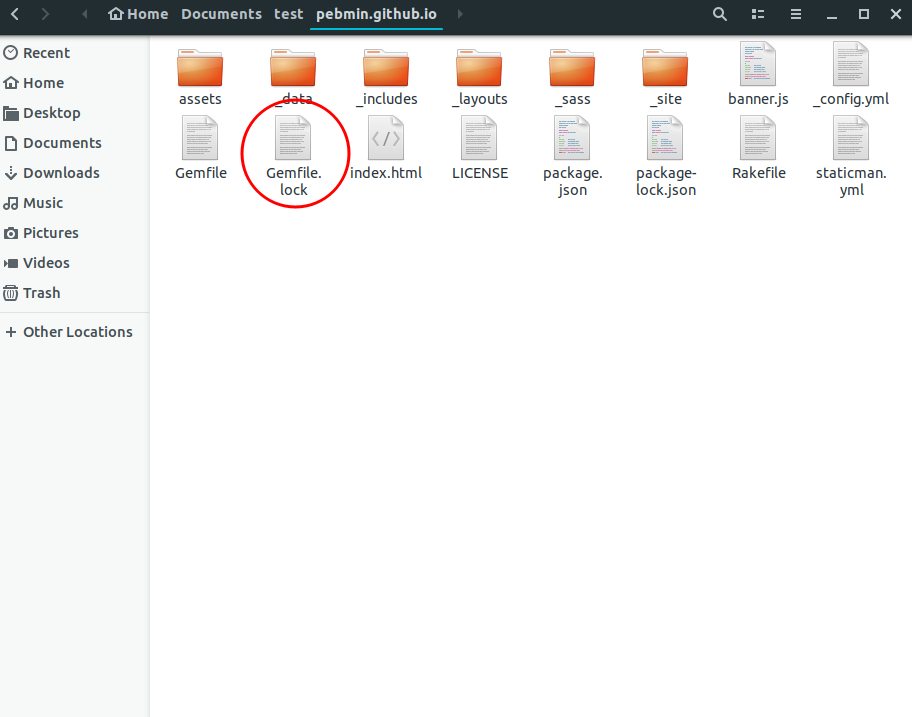 Home Documents test pebmin.github.io
Recent
Home
Desktop
Documents
Downloads
Music
Pictures
Videos
Trash
Other Locations
assets _data _includes _layouts _sass _site banner.js _config.yml
Gemfile Gemfile. index.html LICENSE package. package- Rakefile staticman.
lock json lock.json yml